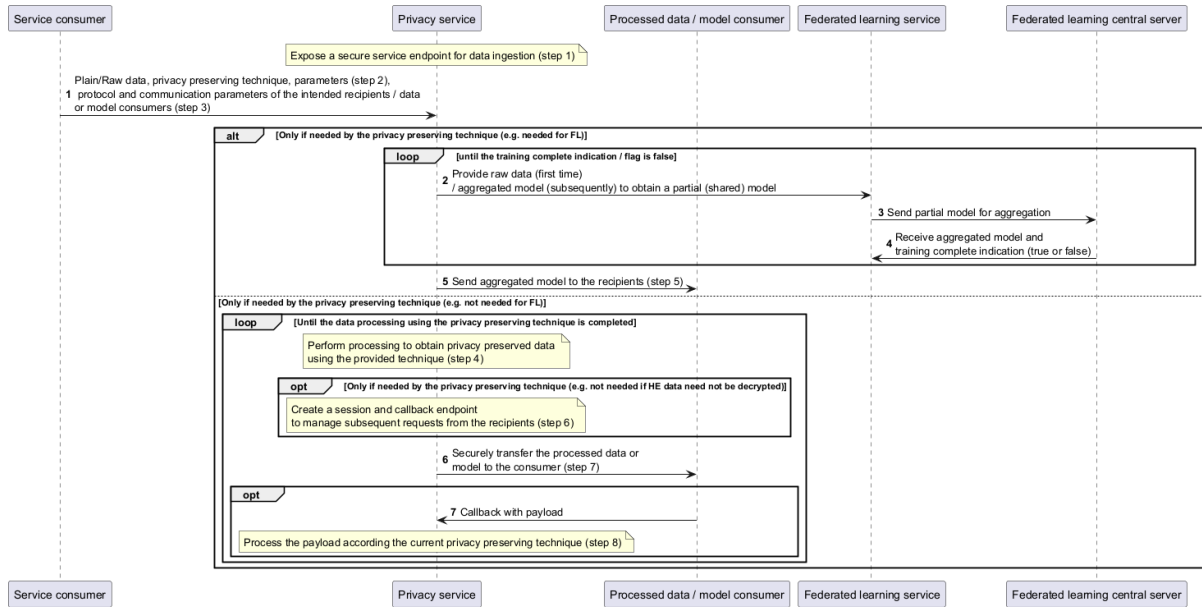 Service consumer
Privacy service
Processed data / model consumer
Federated learning service
Federated learning central server
Expose a secure service endpoint for data ingestion (step 1)
Plain/Raw data, privacy preserving technique, parameters (step 2),
1 protocol and communication parameters of the intended recipients / data
or model consumers (step 3)
alt [Only if needed by the privacy preserving technique (e.g. needed for FL)]
loop [until the training complete indication / flag is false]
2 Provide raw data (first time)
/ aggregated model (subsequently) to obtain a partial (shared) model
3 Send partial model for aggregation
4 Receive aggregated model and
training complete indication (true or false)
5 Send aggregated model to the recipients (step 5)
[Only if needed by the privacy preserving technique (e.g. not needed for FL)]
loop [Until the data processing using the privacy preserving technique is completed]
Perform processing to obtain privacy preserved data
using the provided technique (step 4)
opt [Only if needed by the privacy preserving technique (e.g. not needed if HE data need not be decrypted)]
Create a session and callback endpoint
to manage subsequent requests from the recipients (step 6)
6 Securely transfer the processed data or
model to the consumer (step 7)
opt
7 Callback with payload
Process the payload according the current privacy preserving technique (step 8)
Service consumer
Privacy service
Processed data / model consumer
Federated learning service
Federated learning central server